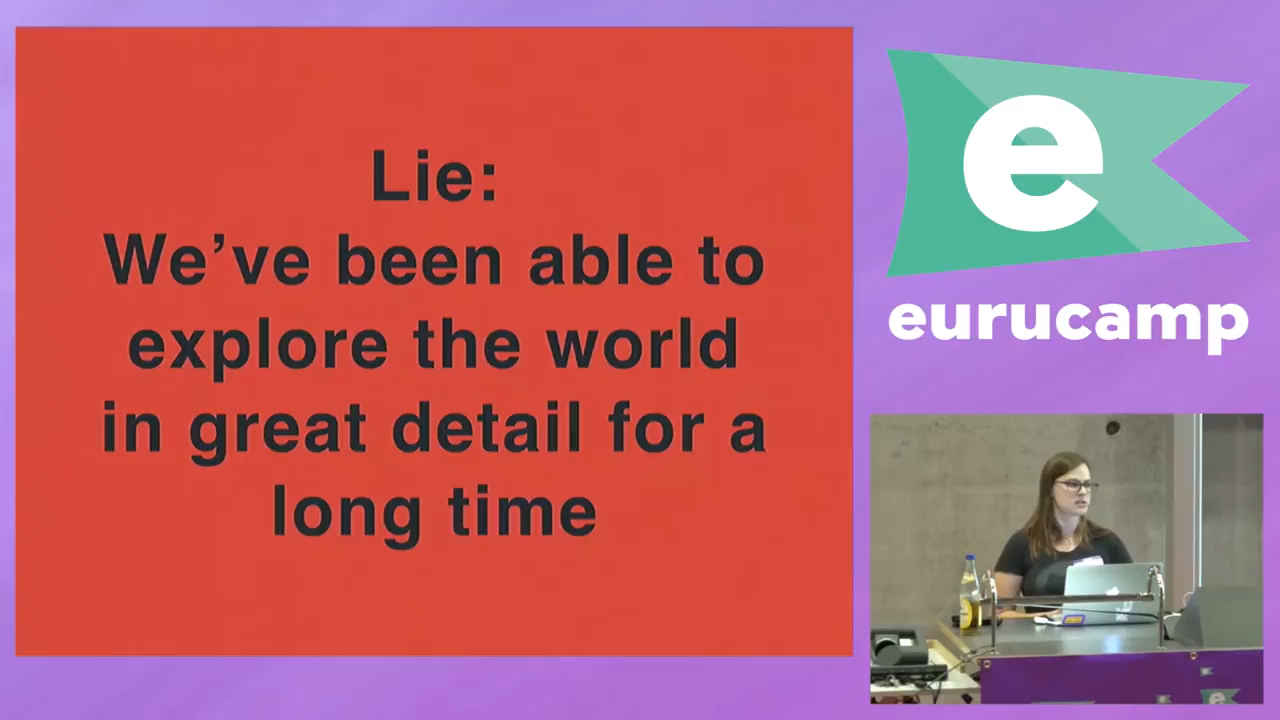 Lie:
We’ve been able to
explore the world
in great detail for a
long time
e
eurucamp
e